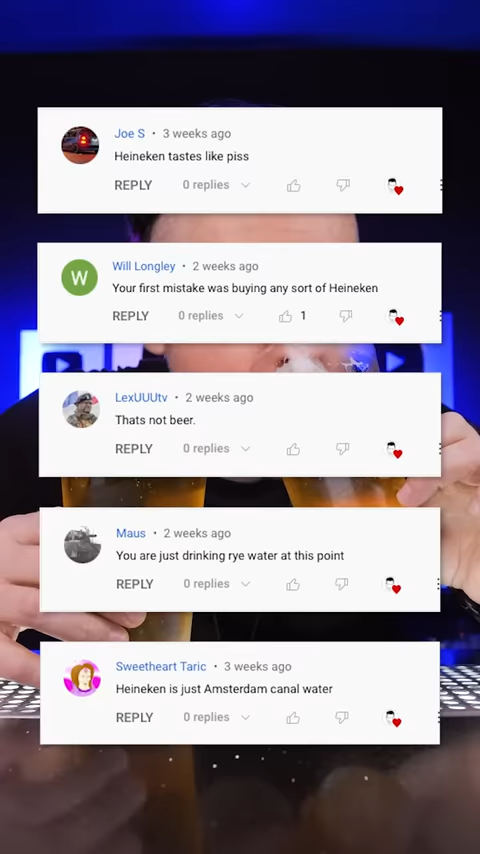 Joe S • 3 weeks ago
Heineken tastes like piss
REPLY 0 replies
W
Will Longley • 2 weeks ago
Your first mistake was buying any sort of Heineken
REPLY 0 replies 1
LexUUUtv • 2 weeks ago
Thats not beer.
REPLY 0 replies
Maus • 2 weeks ago
You are just drinking rye water at this point
REPLY 0 replies
Sweetheart Taric • 3 weeks ago
Heineken is just Amsterdam canal water
REPLY 0 replies